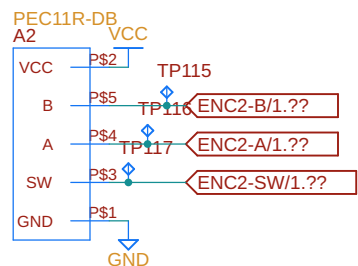 PEC11R-DB
A2
VCC
VCC P$2
TP115
B P$5 ENC2-B/1.??
TP116
A P$4 ENC2-A/1.??
TP117
SW P$3 ENC2-SW/1.??
GND P$1
GND